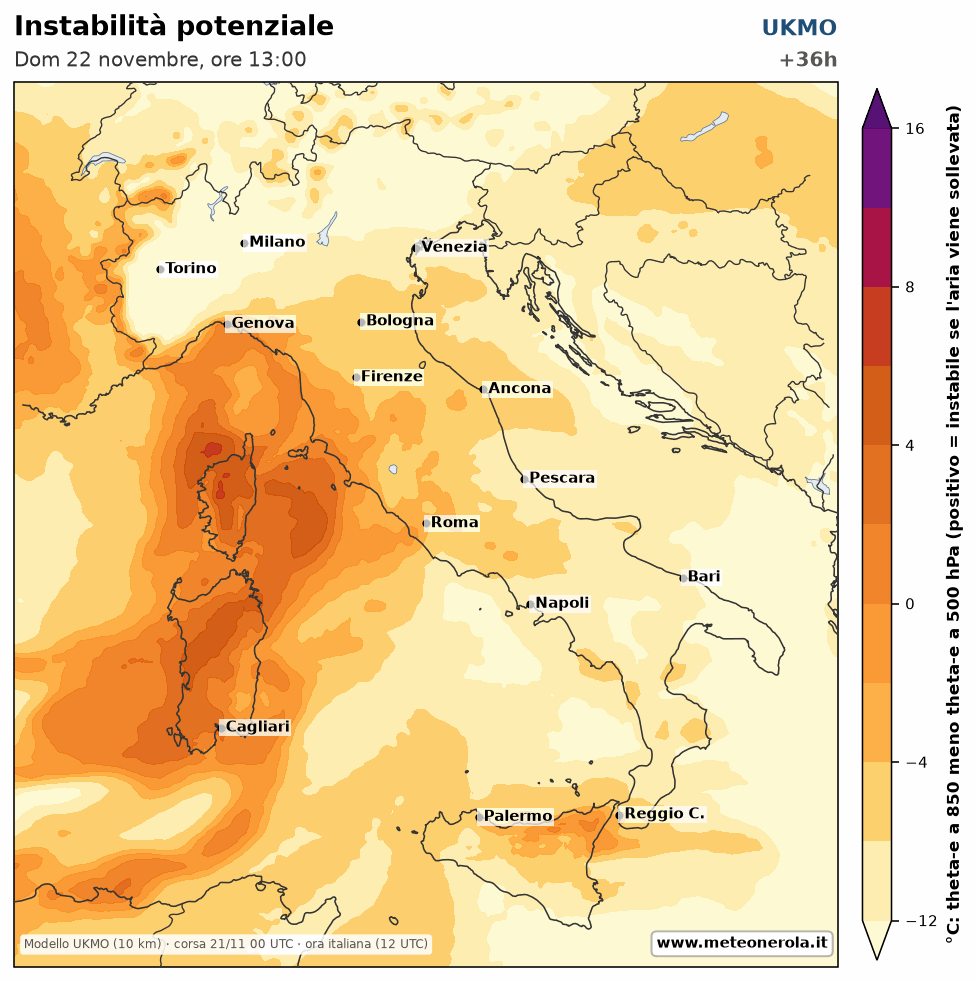 Instabilità potenziale
UKMO
Dom 22 novembre, ore 13:00
+36h
Milano
Venezia
Torino
Genova
Bologna
Firenze
Ancona
Pescara
Roma
Bari
Napoli
Cagliari
Palermo
Reggio C.
16
8
4
0
−4
−12
°C: theta-e a 850 meno theta-e a 500 hPa (positivo = instabile se l'aria viene sollevata)
Modello UKMO (10 km) · corsa 21/11 00 UTC · ora italiana (12 UTC)
www.meteonerola.it